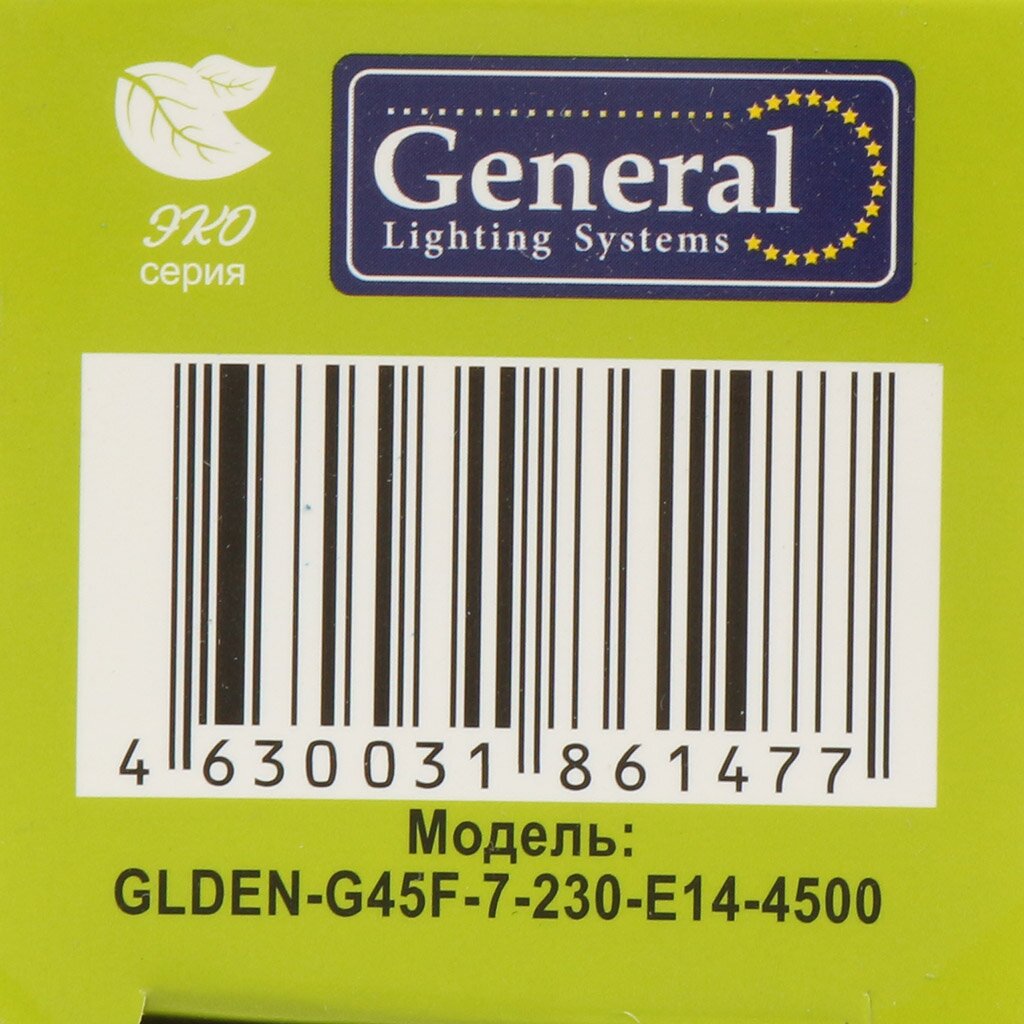 ЭКО
серия
General
Lighting Systems
4 630031 861477
Модель:
GLDEN-G45F-7-230-E14-4500